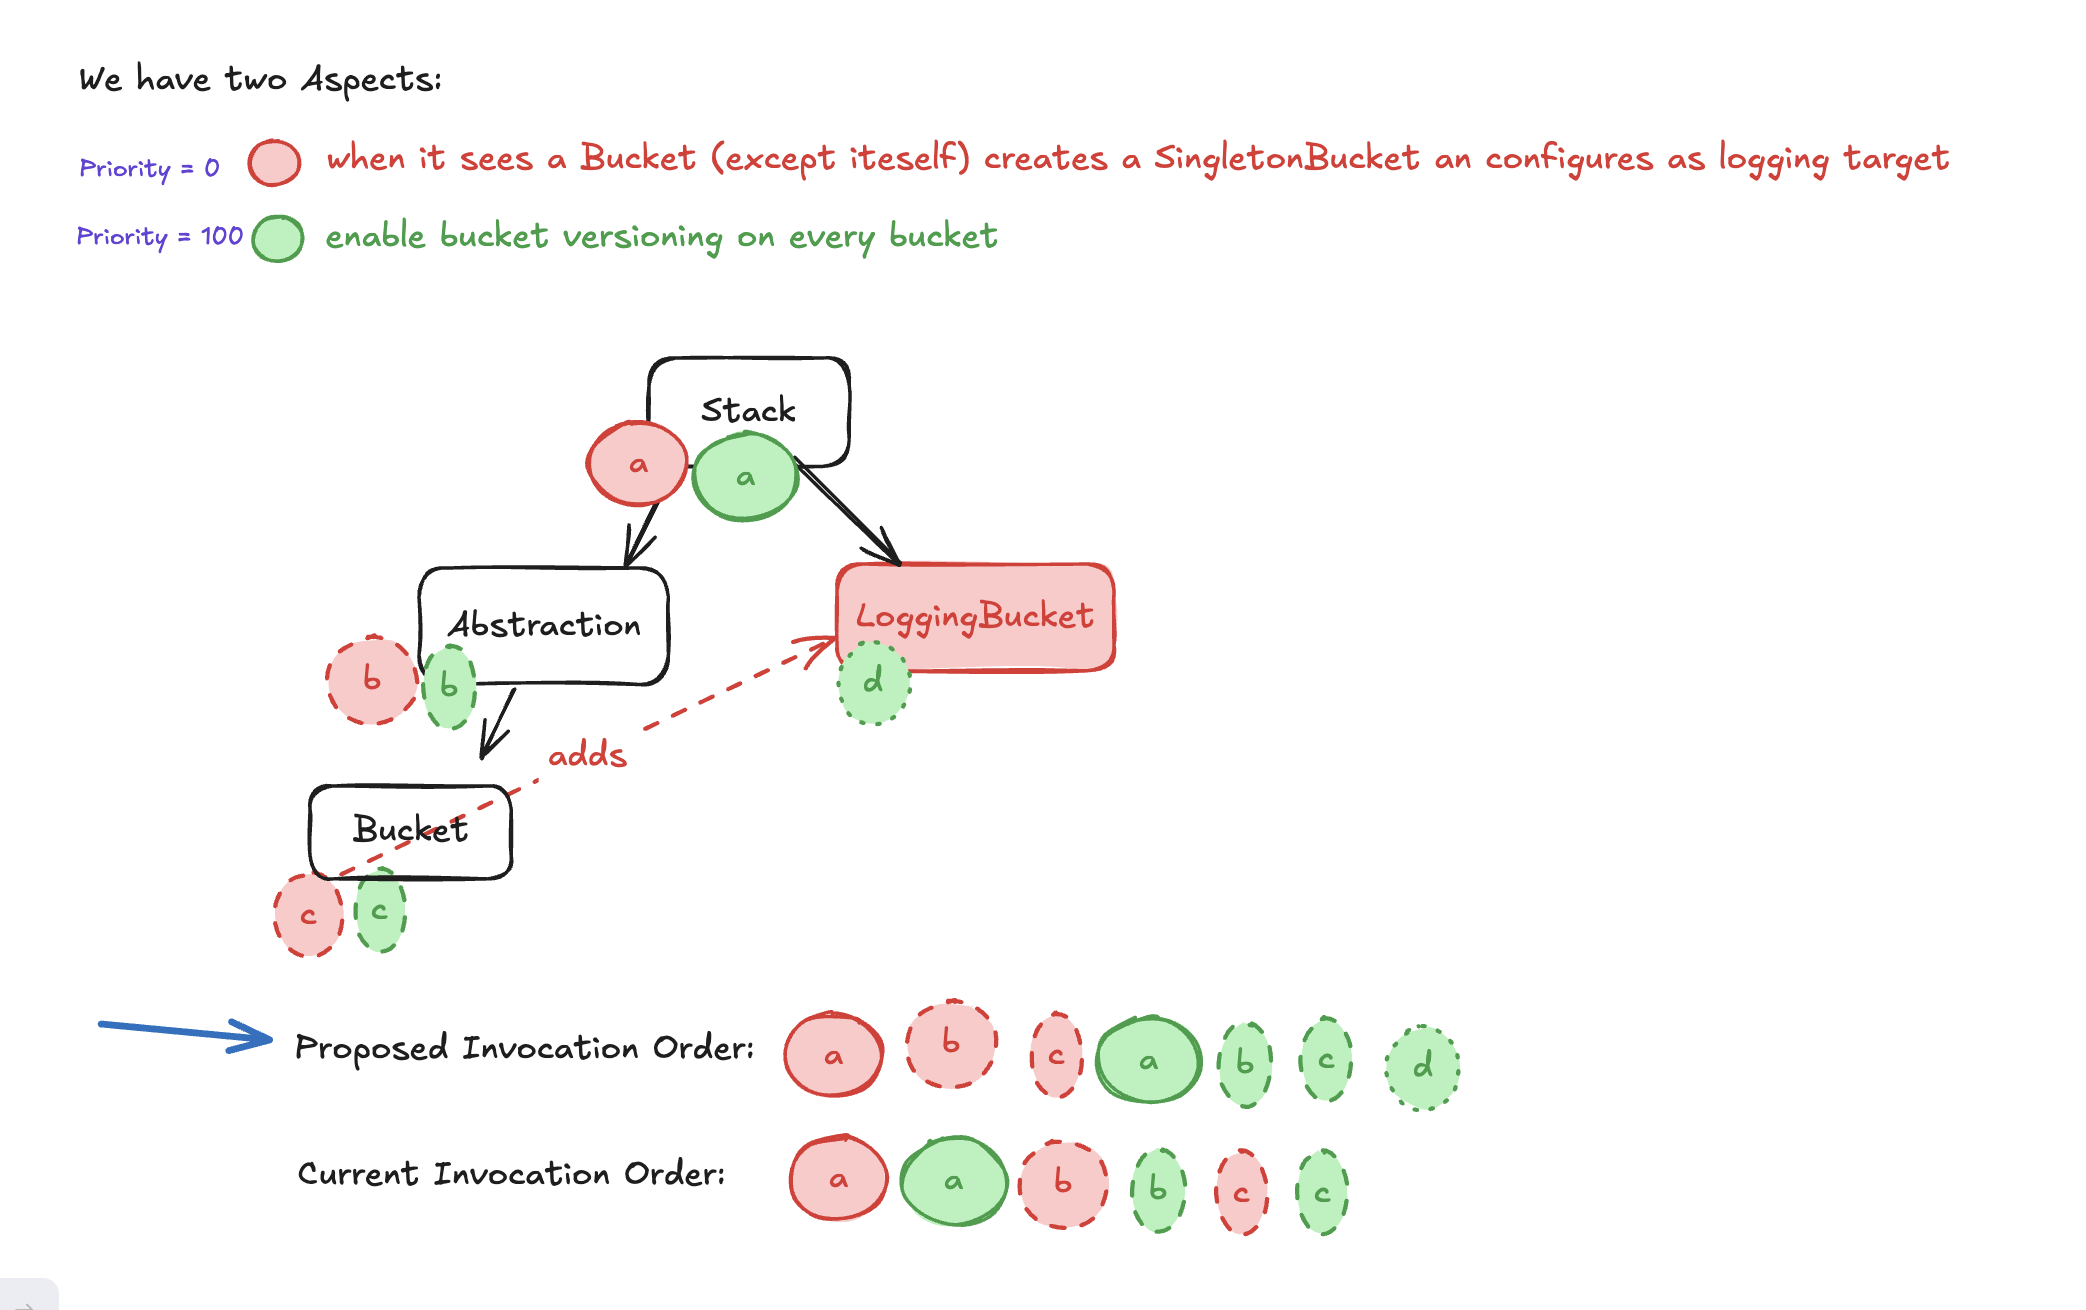 We have two Aspects:
Priority = 0 when it sees a Bucket (except iteself) creates a SingletonBucket an configures as logging target
Priority = 100 enable bucket versioning on every bucket
Stack
a a
Abstraction
LoggingBucket
b b
d
adds
Bucket
c c
Proposed Invocation Order: a b c a b c d
Current Invocation Order: a a b b c c